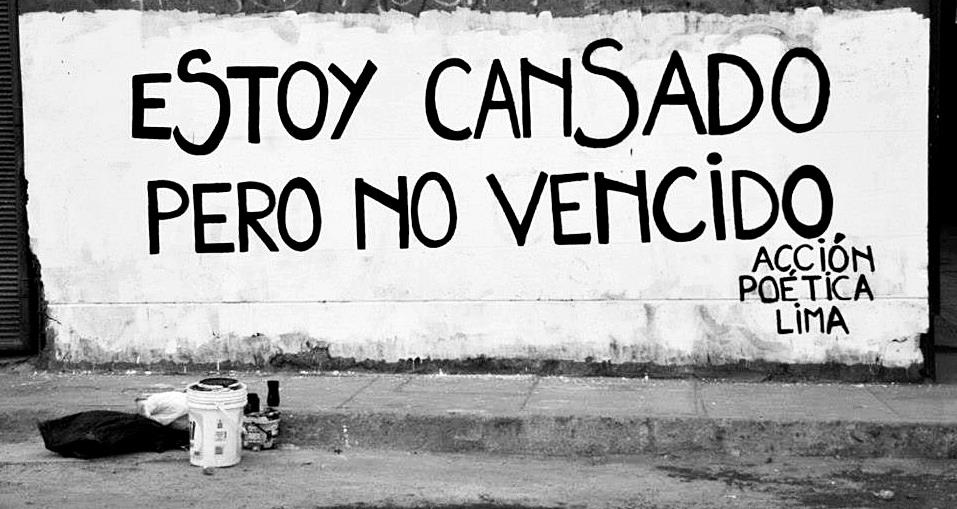 ESTOY CANSADO
PERO NO VENCIDO
ACCIÓN
POÉTICA
LIMA